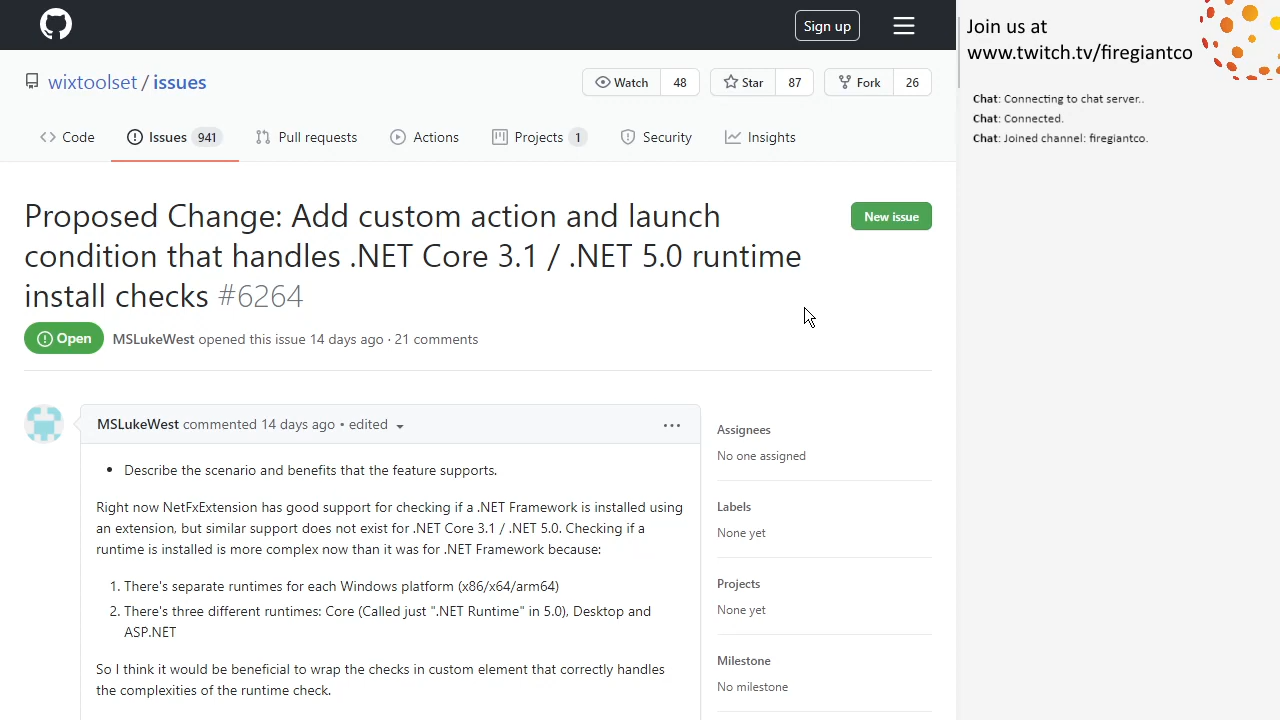 Sign up
Join us at
www.twitch.tv/firegiantco
wixtoolset / issues
Watch 48
Star 87
Fork 26
Chat: Connecting to chat server..
Chat: Connected.
Chat: Joined channel: firegiantco.
Code
Issues 941
Pull requests
Actions
Projects 1
Security
Insights
Proposed Change: Add custom action and launch
condition that handles .NET Core 3.1 / .NET 5.0 runtime
install checks #6264
New issue
Open
MSLukeWest opened this issue 14 days ago · 21 comments
MSLukeWest commented 14 days ago • edited
• Describe the scenario and benefits that the feature supports.
Right now NetFxExtension has good support for checking if a .NET Framework is installed using
an extension, but similar support does not exist for .NET Core 3.1 / .NET 5.0. Checking if a
runtime is installed is more complex now than it was for .NET Framework because:
1. There's separate runtimes for each Windows platform (x86/x64/arm64)
2. There's three different runtimes: Core (Called just ".NET Runtime" in 5.0), Desktop and
ASP.NET
So I think it would be beneficial to wrap the checks in custom element that correctly handles
the complexities of the runtime check.
Assignees
No one assigned
Labels
None yet
Projects
None yet
Milestone
No milestone